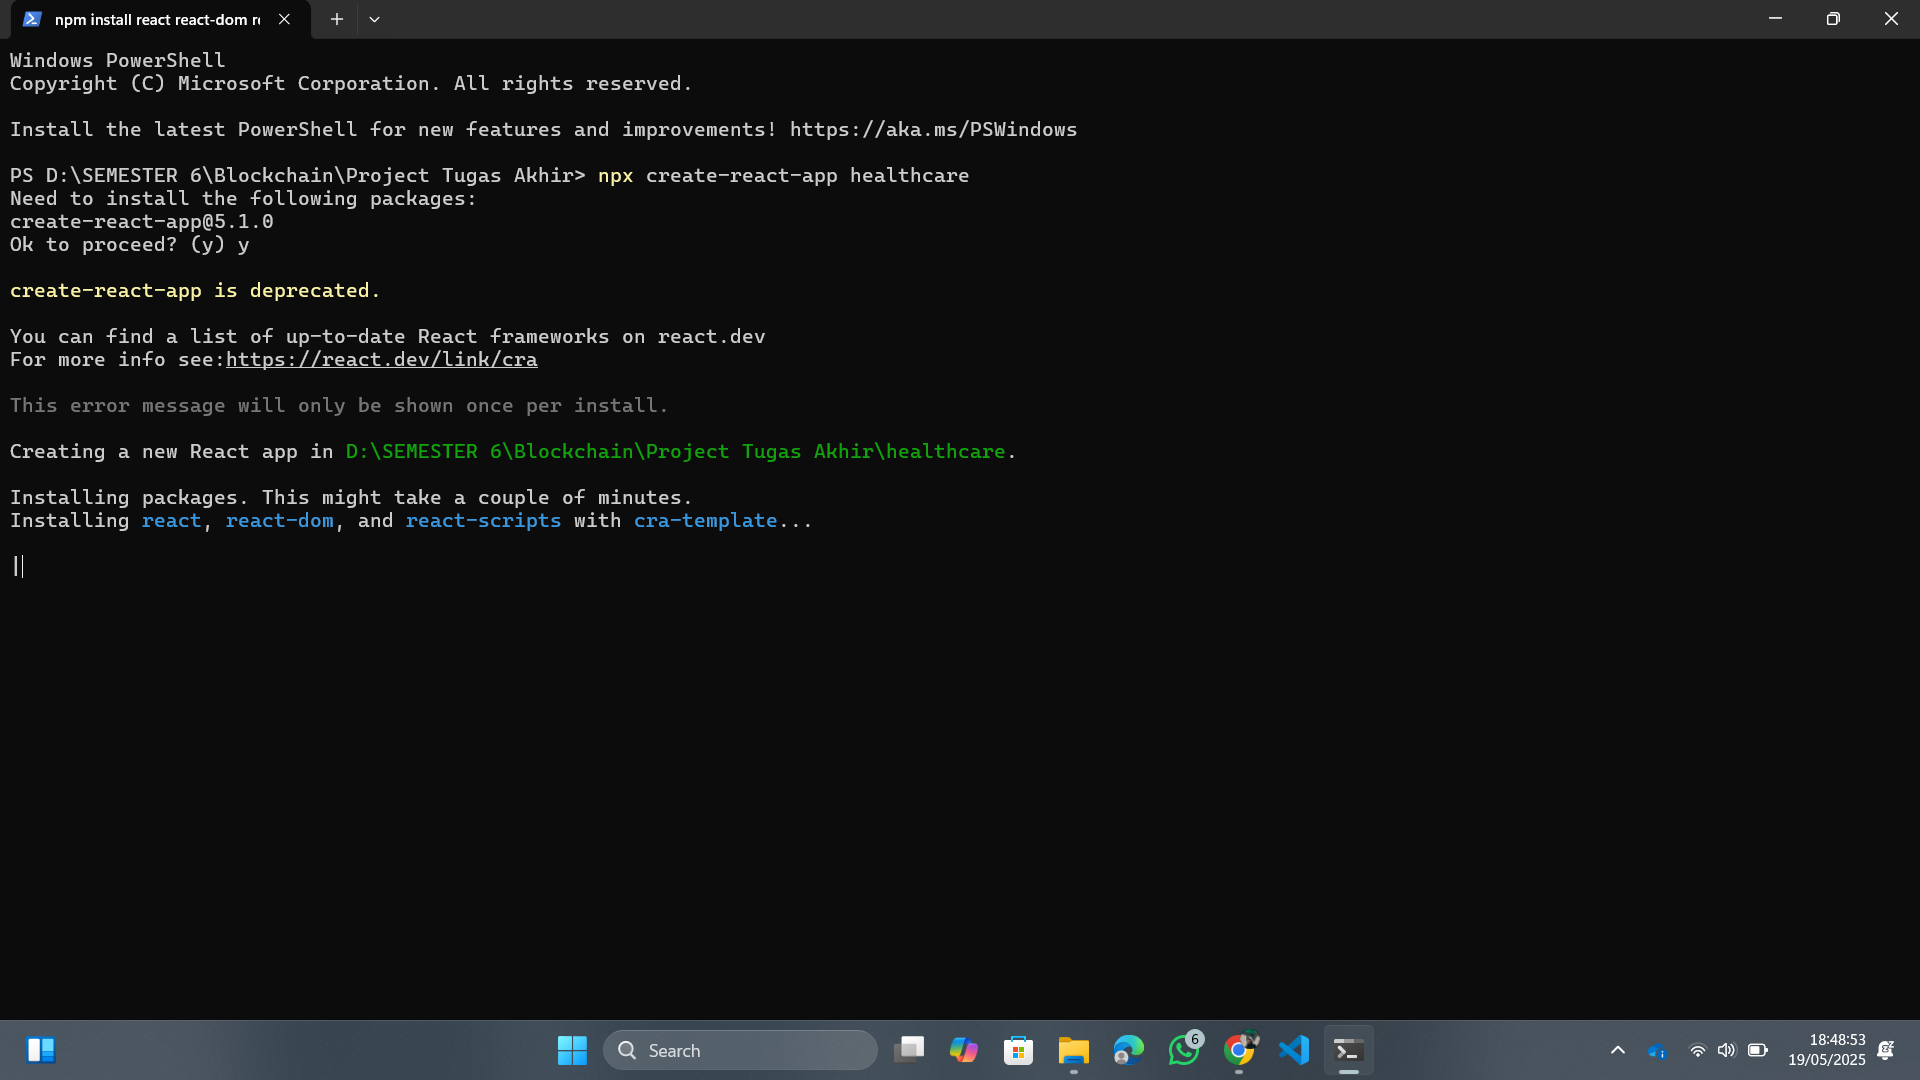 npm install react react-dom re
Windows PowerShell
Copyright (C) Microsoft Corporation. All rights reserved.
Install the latest PowerShell for new features and improvements! https://aka.ms/PSWindows
PS D:\SEMESTER 6\Blockchain\Project Tugas Akhir> npx create-react-app healthcare
Need to install the following packages:
create-react-app@5.1.0
Ok to proceed? (y) y
create-react-app is deprecated.
You can find a list of up-to-date React frameworks on react.dev
For more info see:https://react.dev/link/cra
This error message will only be shown once per install.
Creating a new React app in D:\SEMESTER 6\Blockchain\Project Tugas Akhir\healthcare.
Installing packages. This might take a couple of minutes.
Installing react, react-dom, and react-scripts with cra-template...
|
Search
6
18:48:53
19/05/2025